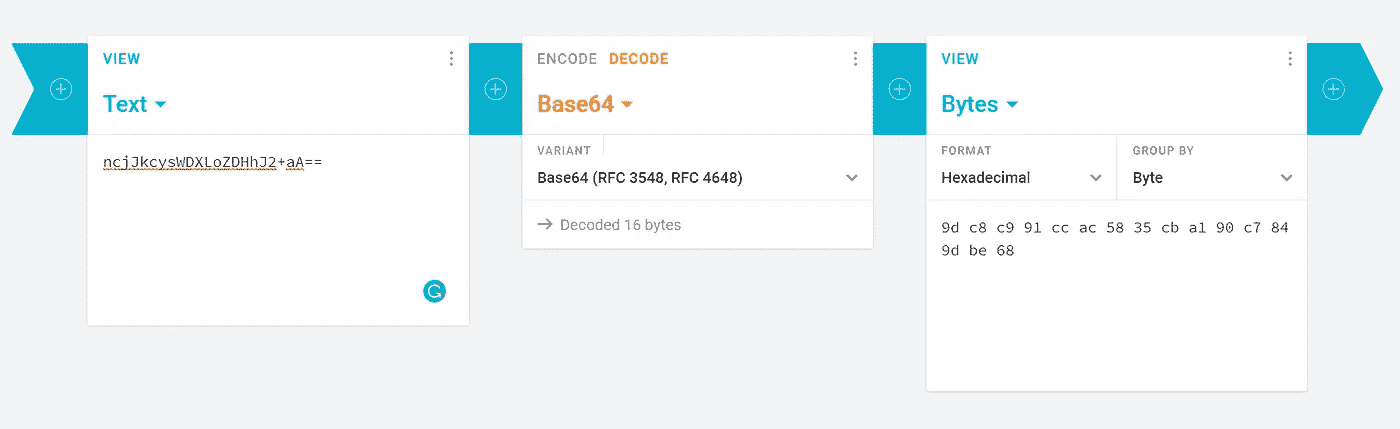 VIEW
Text
ncjJkcysWDXLoZDHhJ2+aA==
ENCODE DECODE
Base64
VARIANT
Base64 (RFC 3548, RFC 4648)
→ Decoded 16 bytes
VIEW
Bytes
FORMAT
Hexadecimal
GROUP BY
Byte
9d c8 c9 91 cc ac 58 35 cb a1 90 c7 84
9d be 68